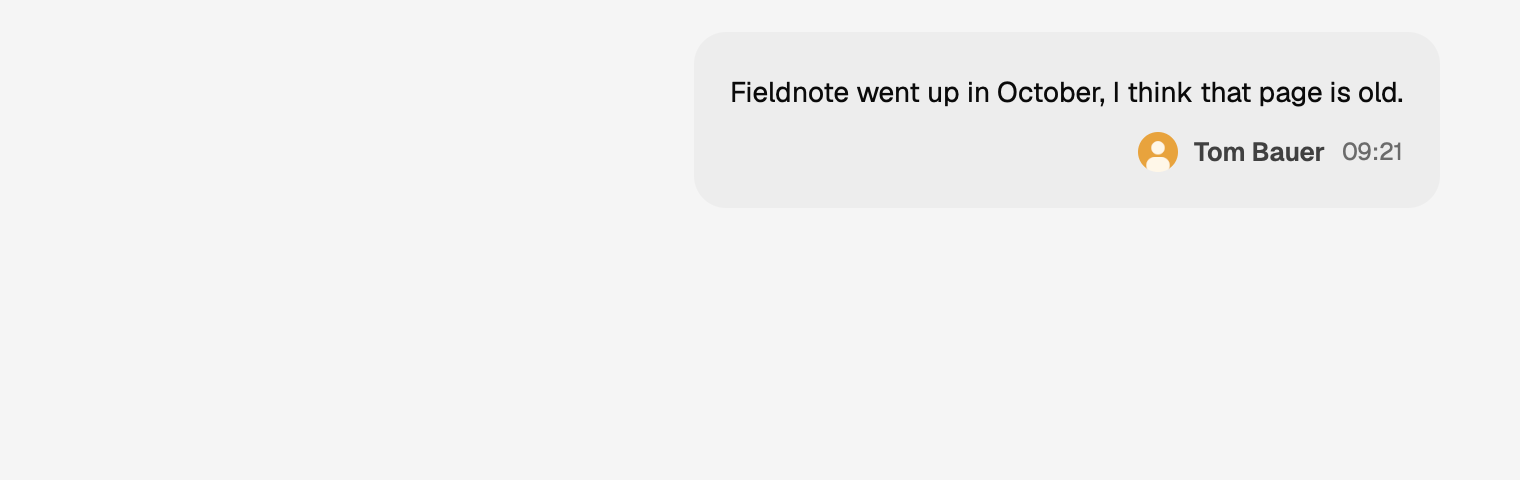 Fieldnote went up in October, I think that page is old.
Tom Bauer 09:21